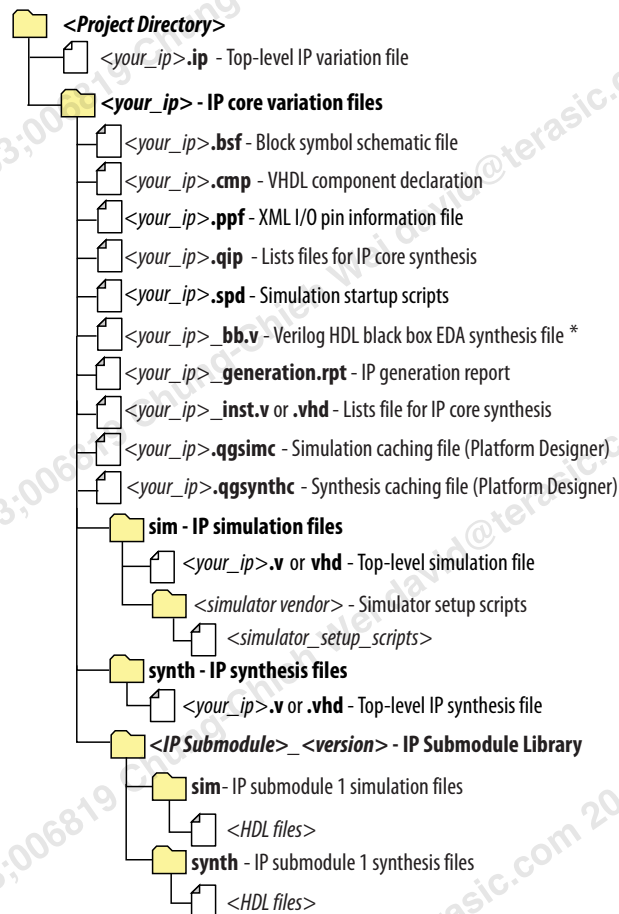 <Project Directory>
<your_ip>.ip - Top-level IP variation file
<your_ip> - IP core variation files
<your_ip>.bsf - Block symbol schematic file
<your_ip>.cmp - VHDL component declaration
<your_ip>.ppf - XML I/O pin information file
<your_ip>.qip - Lists files for IP core synthesis
<your_ip>.spd - Simulation startup scripts
<your_ip>_bb.v - Verilog HDL black box EDA synthesis file *
<your_ip>_generation.rpt - IP generation report
<your_ip>_inst.v or .vhd - Lists file for IP core synthesis
<your_ip>.qgsimc - Simulation caching file (Platform Designer)
<your_ip>.qgsynthc - Synthesis caching file (Platform Designer)
sim - IP simulation files
<your_ip>.v or vhd - Top-level simulation file
<simulator vendor> - Simulator setup scripts
<simulator_setup_scripts>
synth - IP synthesis files
<your_ip>.v or .vhd - Top-level IP synthesis file
<IP Submodule>_<version> - IP Submodule Library
sim- IP submodule 1 simulation files
<HDL files>
synth - IP submodule 1 synthesis files
<HDL files>